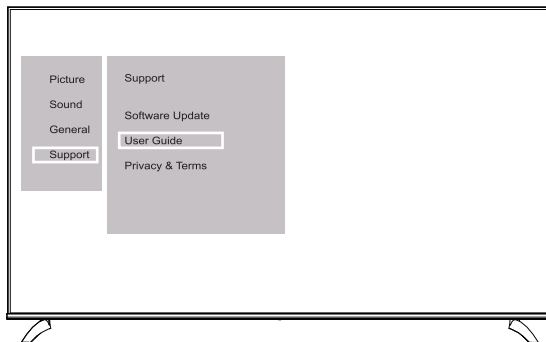 Picture
Sound
General
Support
Support
Software Update
User Guide
Privacy & Terms